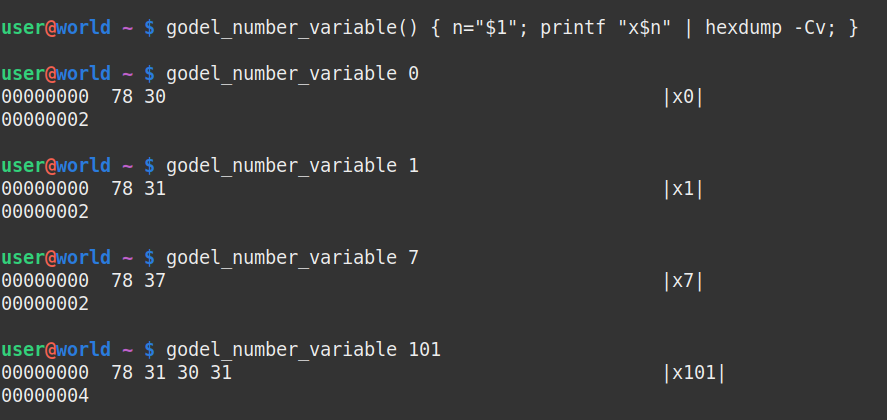 user@world ~ $ godel_number_variable() { n="$1"; printf "x$n" | hexdump -Cv; }
user@world ~ $ godel_number_variable 0
00000000  78 30                                             |x0|
00000002
user@world ~ $ godel_number_variable 1
00000000  78 31                                             |x1|
00000002
user@world ~ $ godel_number_variable 7
00000000  78 37                                             |x7|
00000002
user@world ~ $ godel_number_variable 101
00000000  78 31 30 31                                       |x101|
00000004